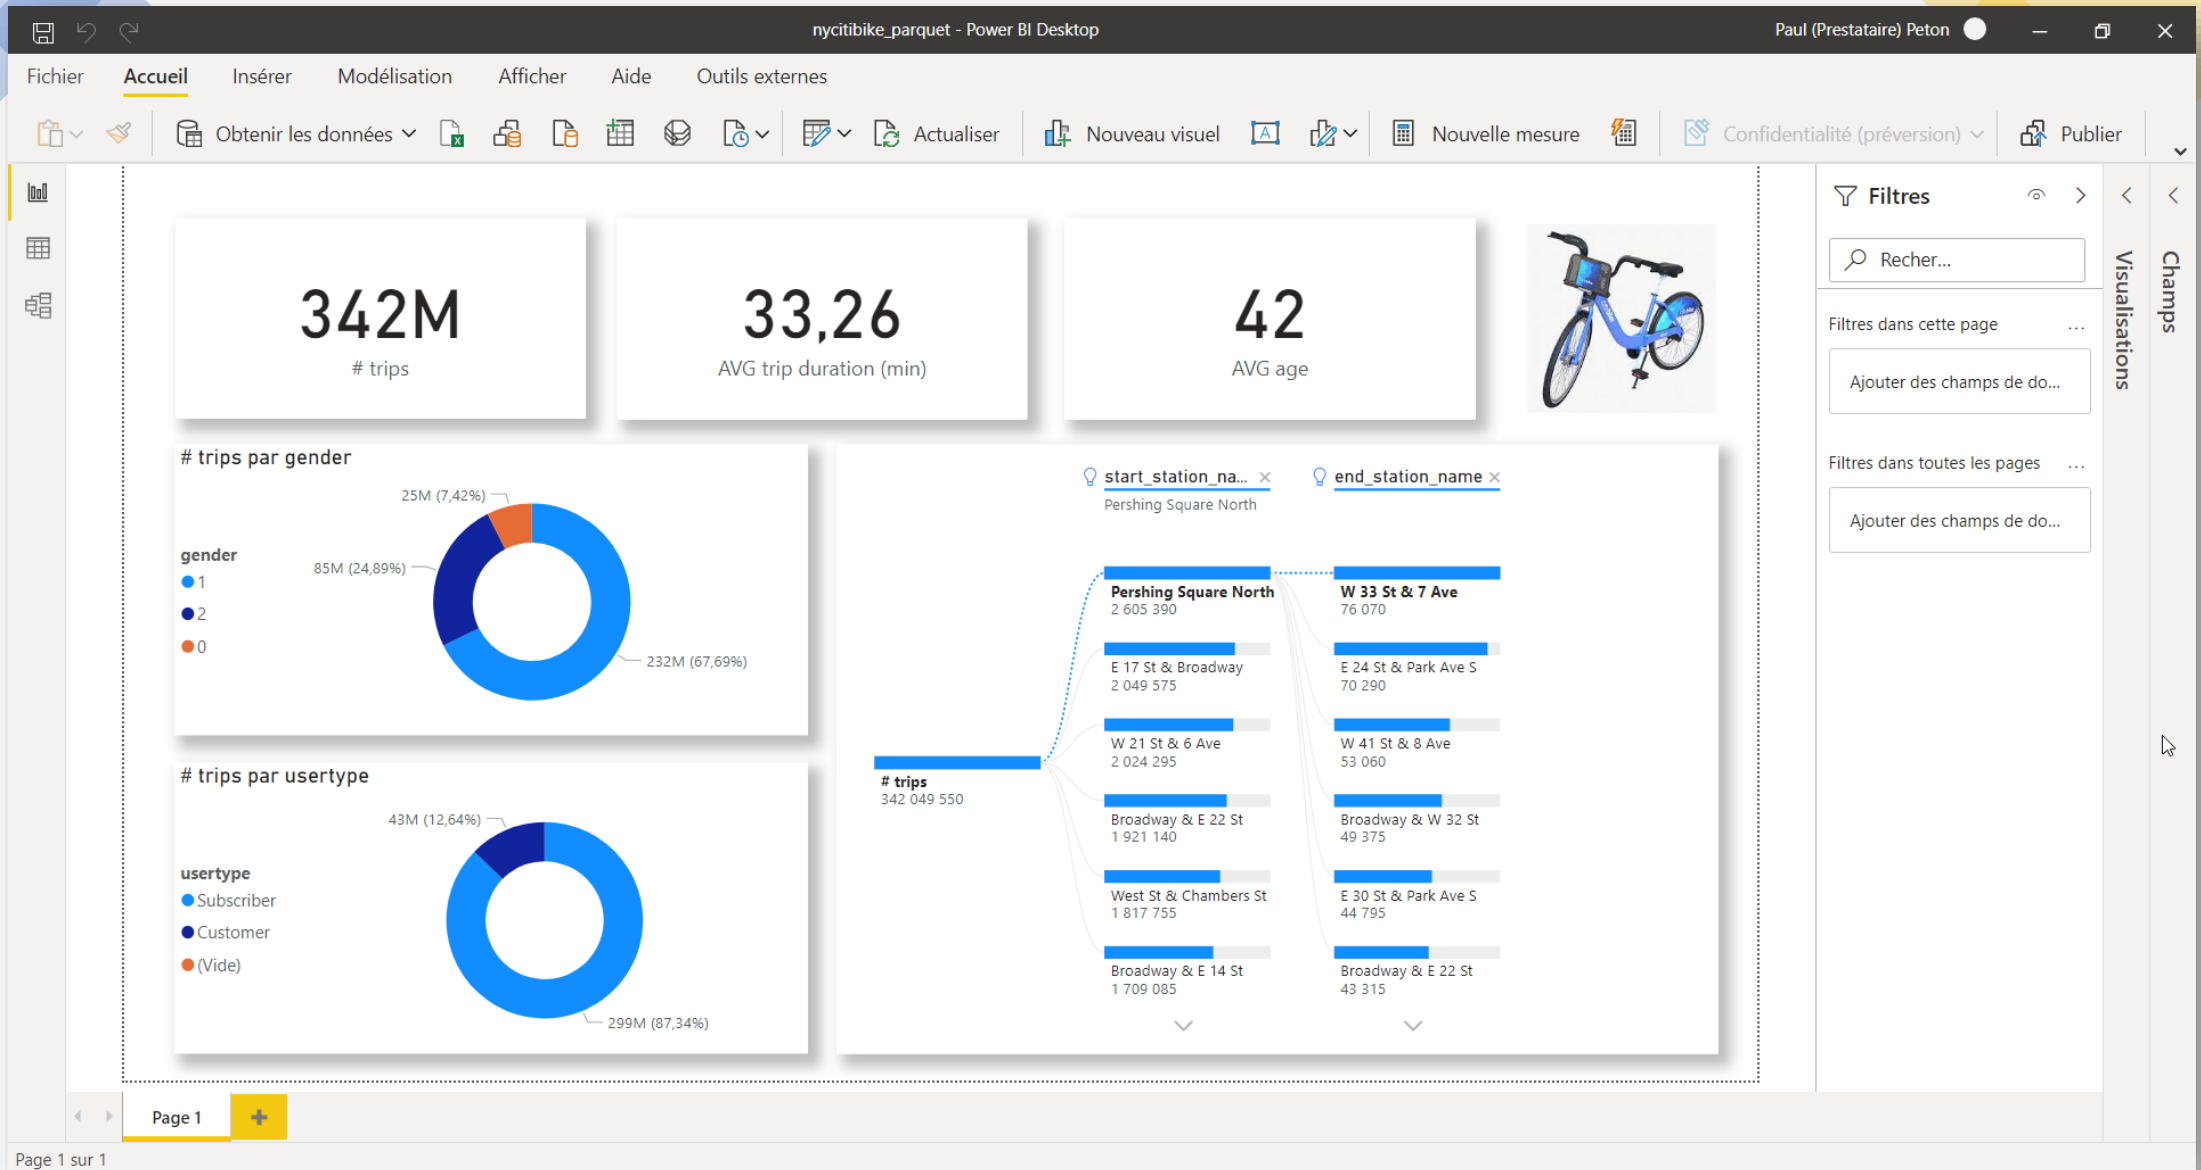 nycitibike_parquet - Power BI Desktop
Paul (Prestataire) Peton
Fichier
Accueil
Insérer
Modélisation
Afficher
Aide
Outils externes
Obtenir les données
Actualiser
Nouveau visuel
Nouvelle mesure
Confidentialité (préversion)
Publier
342M
# trips
33,26
AVG trip duration (min)
42
AVG age
# trips par gender
gender
1
2
0
25M (7,42%)
85M (24,89%)
232M (67,69%)
# trips par usertype
usertype
Subscriber
Customer
(Vide)
43M (12,64%)
299M (87,34%)
start_station_na...
Pershing Square North
end_station_name
# trips
342 049 550
Pershing Square North
2 605 390
E 17 St & Broadway
2 049 575
W 21 St & 6 Ave
2 024 295
Broadway & E 22 St
1 921 140
West St & Chambers St
1 817 755
Broadway & E 14 St
1 709 085
W 33 St & 7 Ave
76 070
E 24 St & Park Ave S
70 290
W 41 St & 8 Ave
53 060
Broadway & W 32 St
49 375
E 30 St & Park Ave S
44 795
Broadway & E 22 St
43 315
Filtres
Recher...
Filtres dans cette page
...
Ajouter des champs de do...
Filtres dans toutes les pages
...
Ajouter des champs de do...
Visualisations
Champs
Page 1
Page 1 sur 1